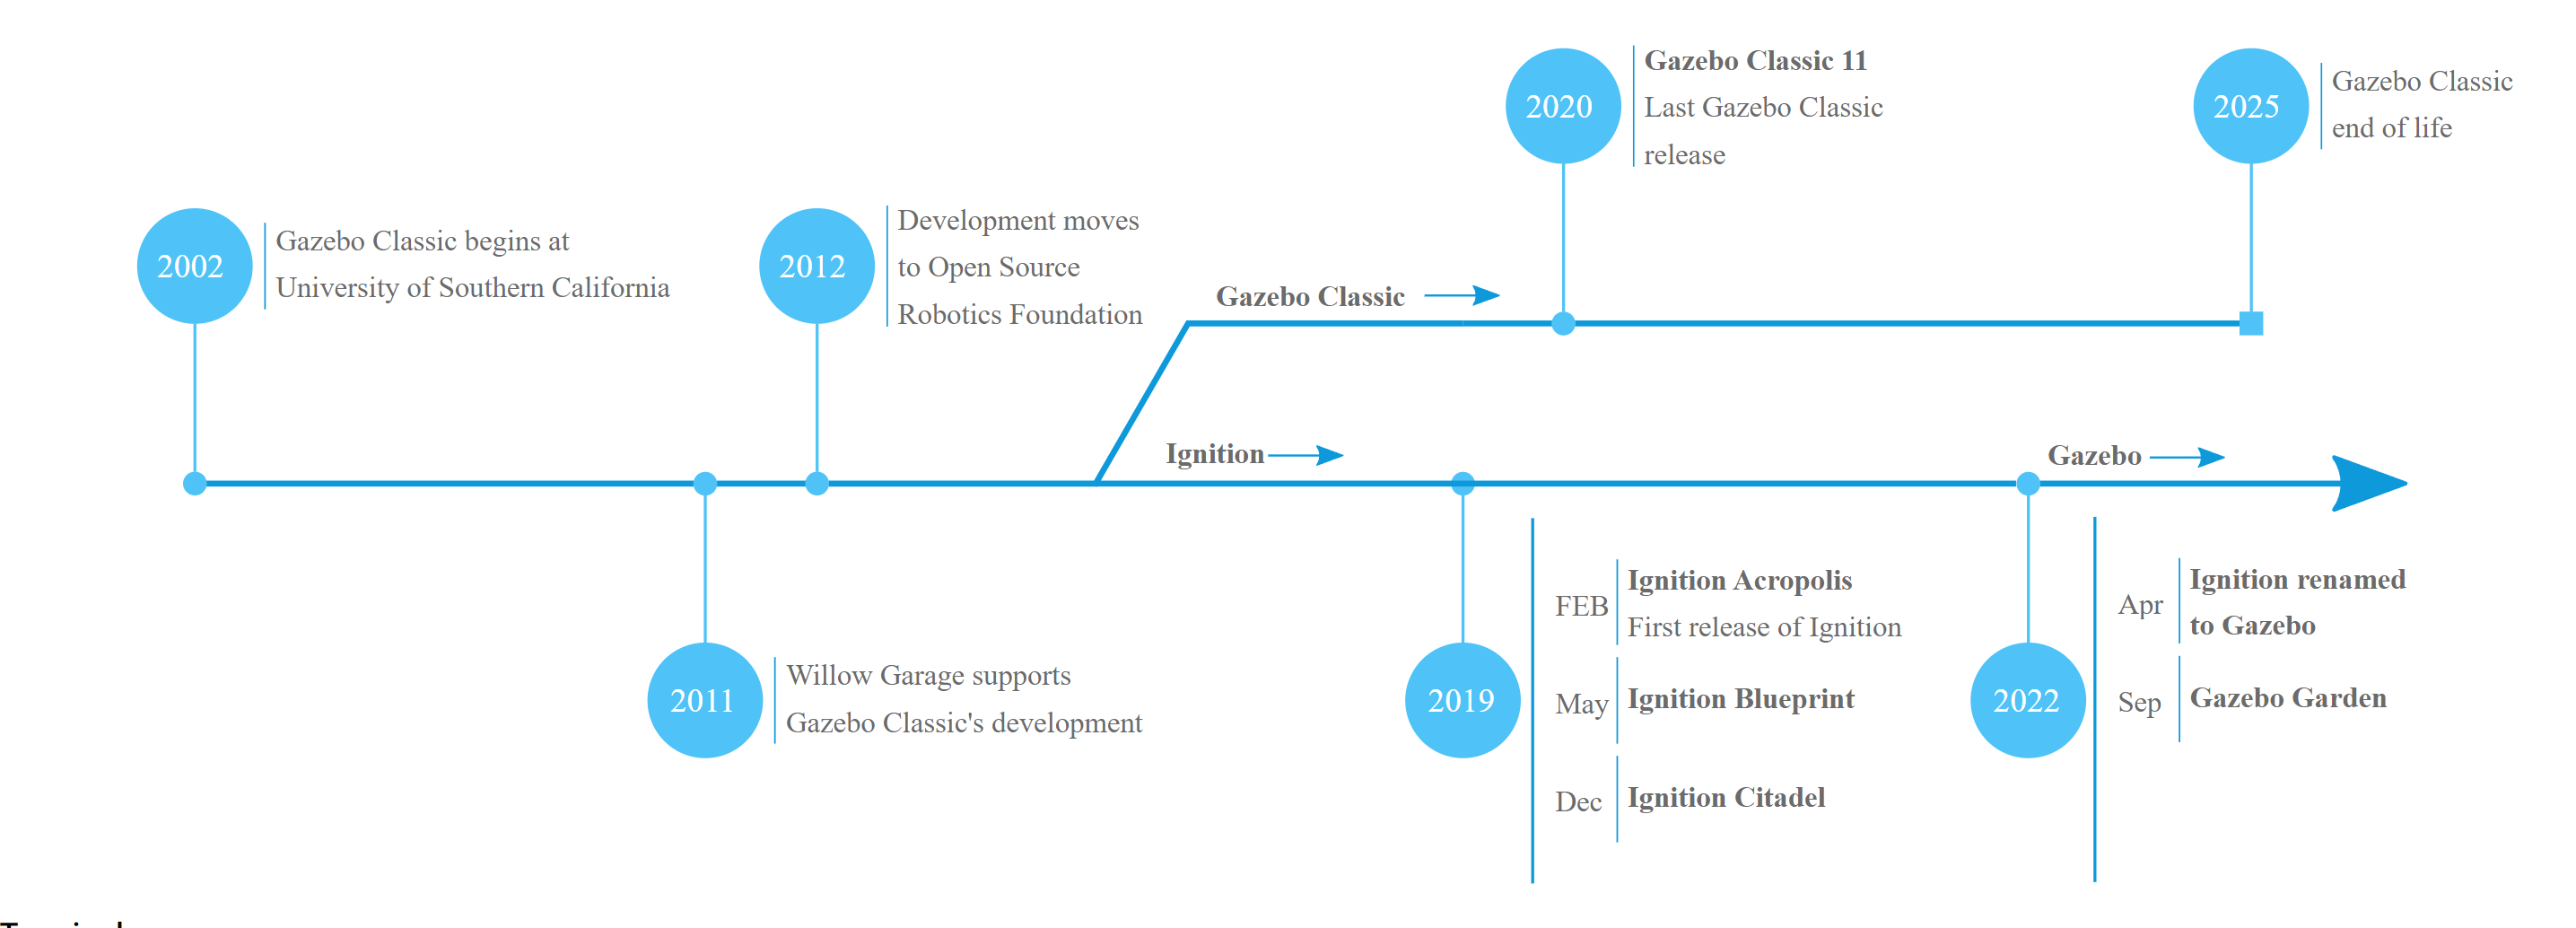 Gazebo Classic 11
2020
Last Gazebo Classic
release
2025
Gazebo Classic
end of life
2002
Gazebo Classic begins at
University of Southern California
2012
Development moves
to Open Source
Robotics Foundation
Gazebo Classic
Ignition
Gazebo
2011
Willow Garage supports
Gazebo Classic's development
2019
FEB
Ignition Acropolis
First release of Ignition
May
Ignition Blueprint
Dec
Ignition Citadel
2022
Apr
Ignition renamed
to Gazebo
Sep
Gazebo Garden